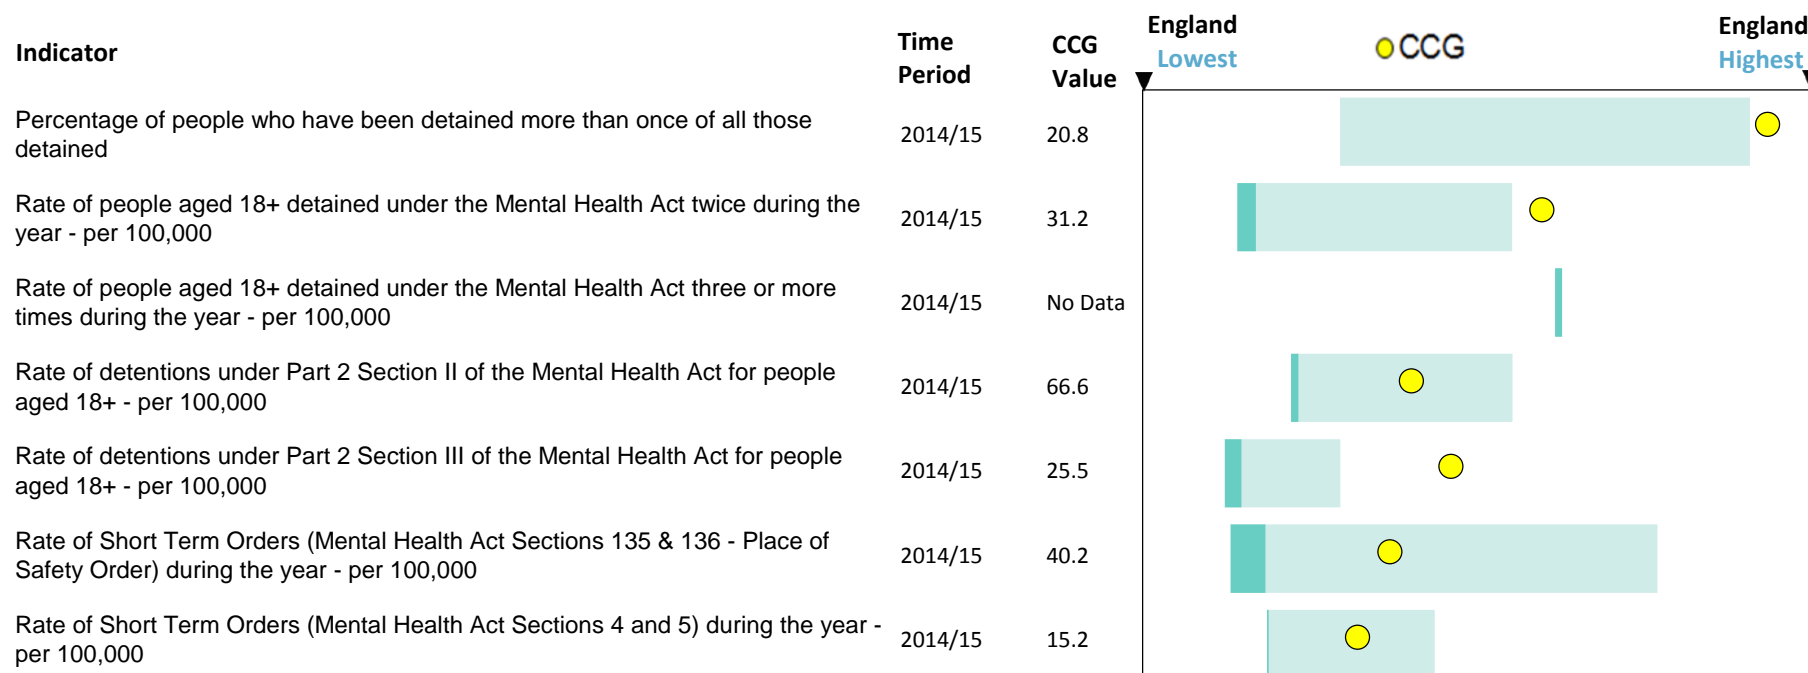 Indicator
Time
Period
CCG
Value
England
Lowest
CCG
England
Highest
Percentage of people who have been detained more than once of all those
detained
2014/15
20.8
Rate of people aged 18+ detained under the Mental Health Act twice during the
year - per 100,000
2014/15
31.2
Rate of people aged 18+ detained under the Mental Health Act three or more
times during the year - per 100,000
2014/15
No Data
Rate of detentions under Part 2 Section II of the Mental Health Act for people
aged 18+ - per 100,000
2014/15
66.6
Rate of detentions under Part 2 Section III of the Mental Health Act for people
aged 18+ - per 100,000
2014/15
25.5
Rate of Short Term Orders (Mental Health Act Sections 135 & 136 - Place of
Safety Order) during the year - per 100,000
2014/15
40.2
Rate of Short Term Orders (Mental Health Act Sections 4 and 5) during the year -
per 100,000
2014/15
15.2